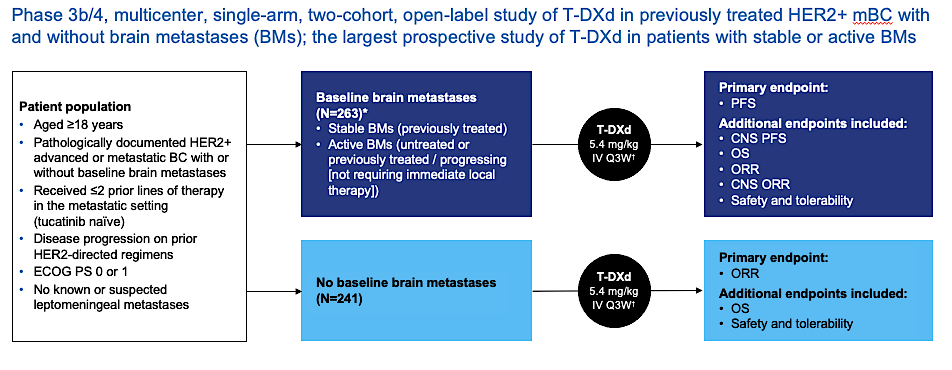 Phase 3b/4, multicenter, single-arm, two-cohort, open-label study of T-DXd in previously treated HER2+ mBC with
and without brain metastases (BMs); the largest prospective study of T-DXd in patients with stable or active BMs
Patient population
• Aged ≥18 years
• Pathologically documented HER2+
advanced or metastatic BC with or
without baseline brain metastases
• Received ≤2 prior lines of therapy
in the metastatic setting
(tucatinib naïve)
• Disease progression on prior
HER2-directed regimens
• ECOG PS 0 or 1
• No known or suspected
leptomeningeal metastases
Baseline brain metastases
(N=263)*
• Stable BMs (previously treated)
• Active BMs (untreated or
previously treated / progressing
[not requiring immediate local
therapy])
T-DXd
5.4 mg/kg
IV Q3W†
Primary endpoint:
• PFS
Additional endpoints included:
• CNS PFS
• OS
• ORR
• CNS ORR
• Safety and tolerability
No baseline brain metastases
(N=241)
T-DXd
5.4 mg/kg
IV Q3W†
Primary endpoint:
• ORR
Additional endpoints included:
• OS
• Safety and tolerability